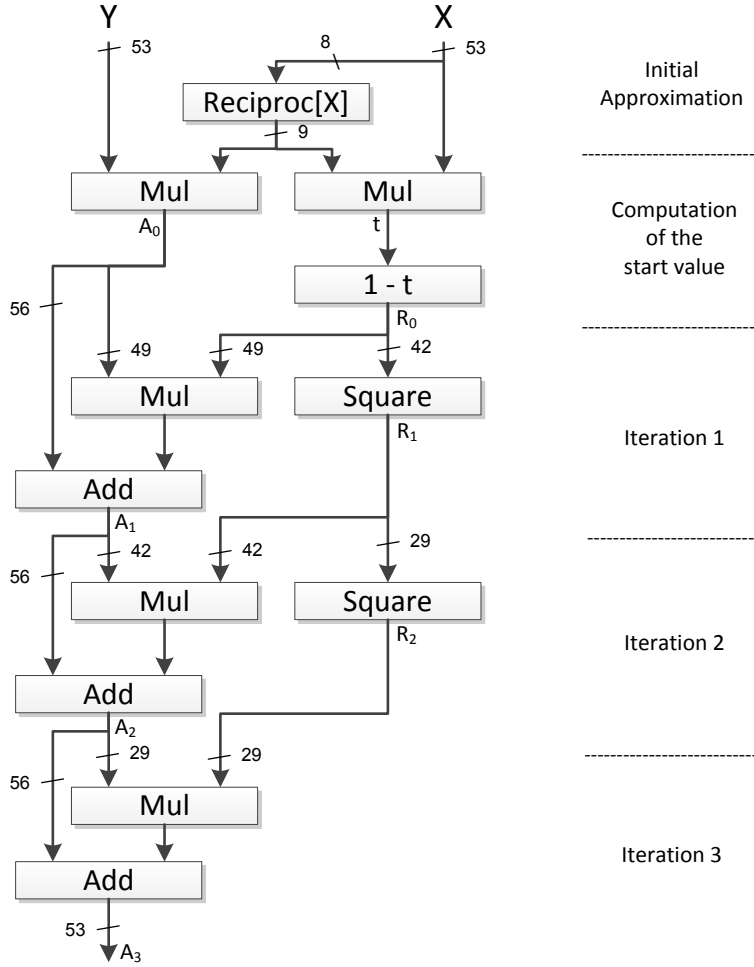 Y
X
53
8
53
Reciproc[X]
Initial
Approximation
9
Mul
Mul
A0
t
Computation
of the
start value
1 - t
56
R0
49
49
42
Mul
Square
R1
Iteration 1
Add
A1
42
42
29
56
Mul
Square
R2
Iteration 2
Add
A2
29
29
56
Mul
Iteration 3
Add
53
A3